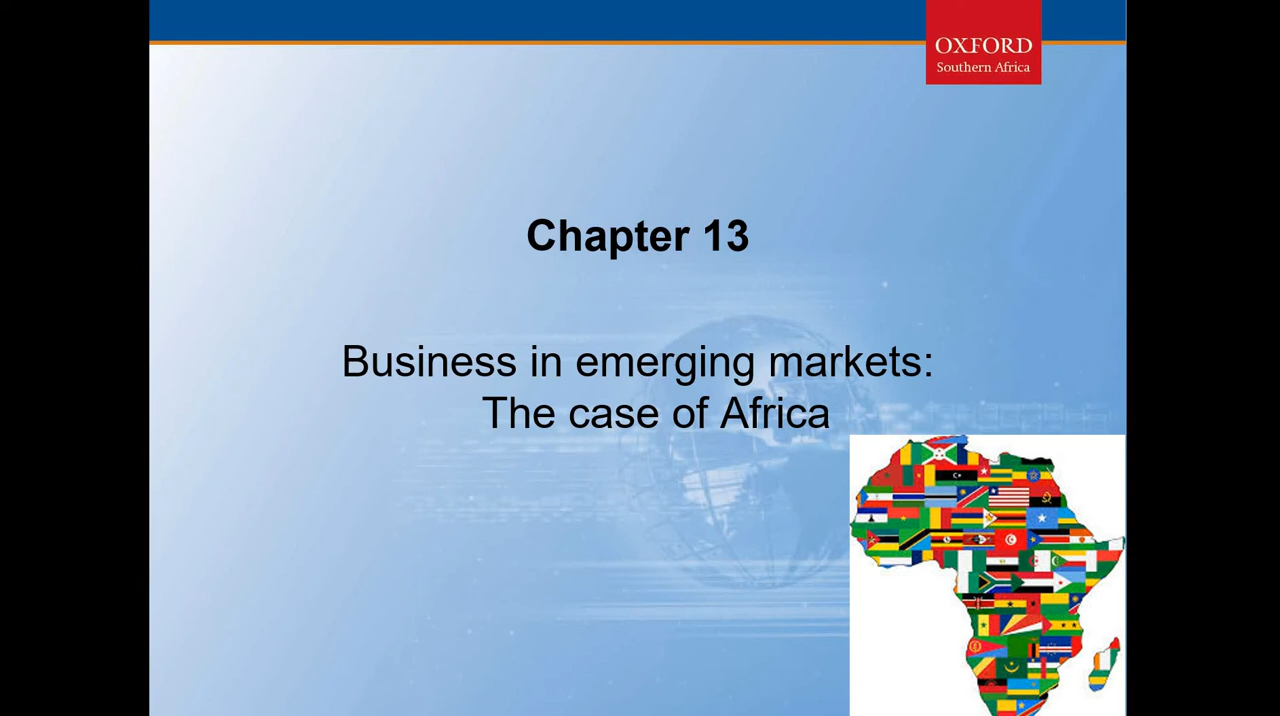 OXFORD
Southern Africa
Chapter 13
Business in emerging markets:
The case of Africa